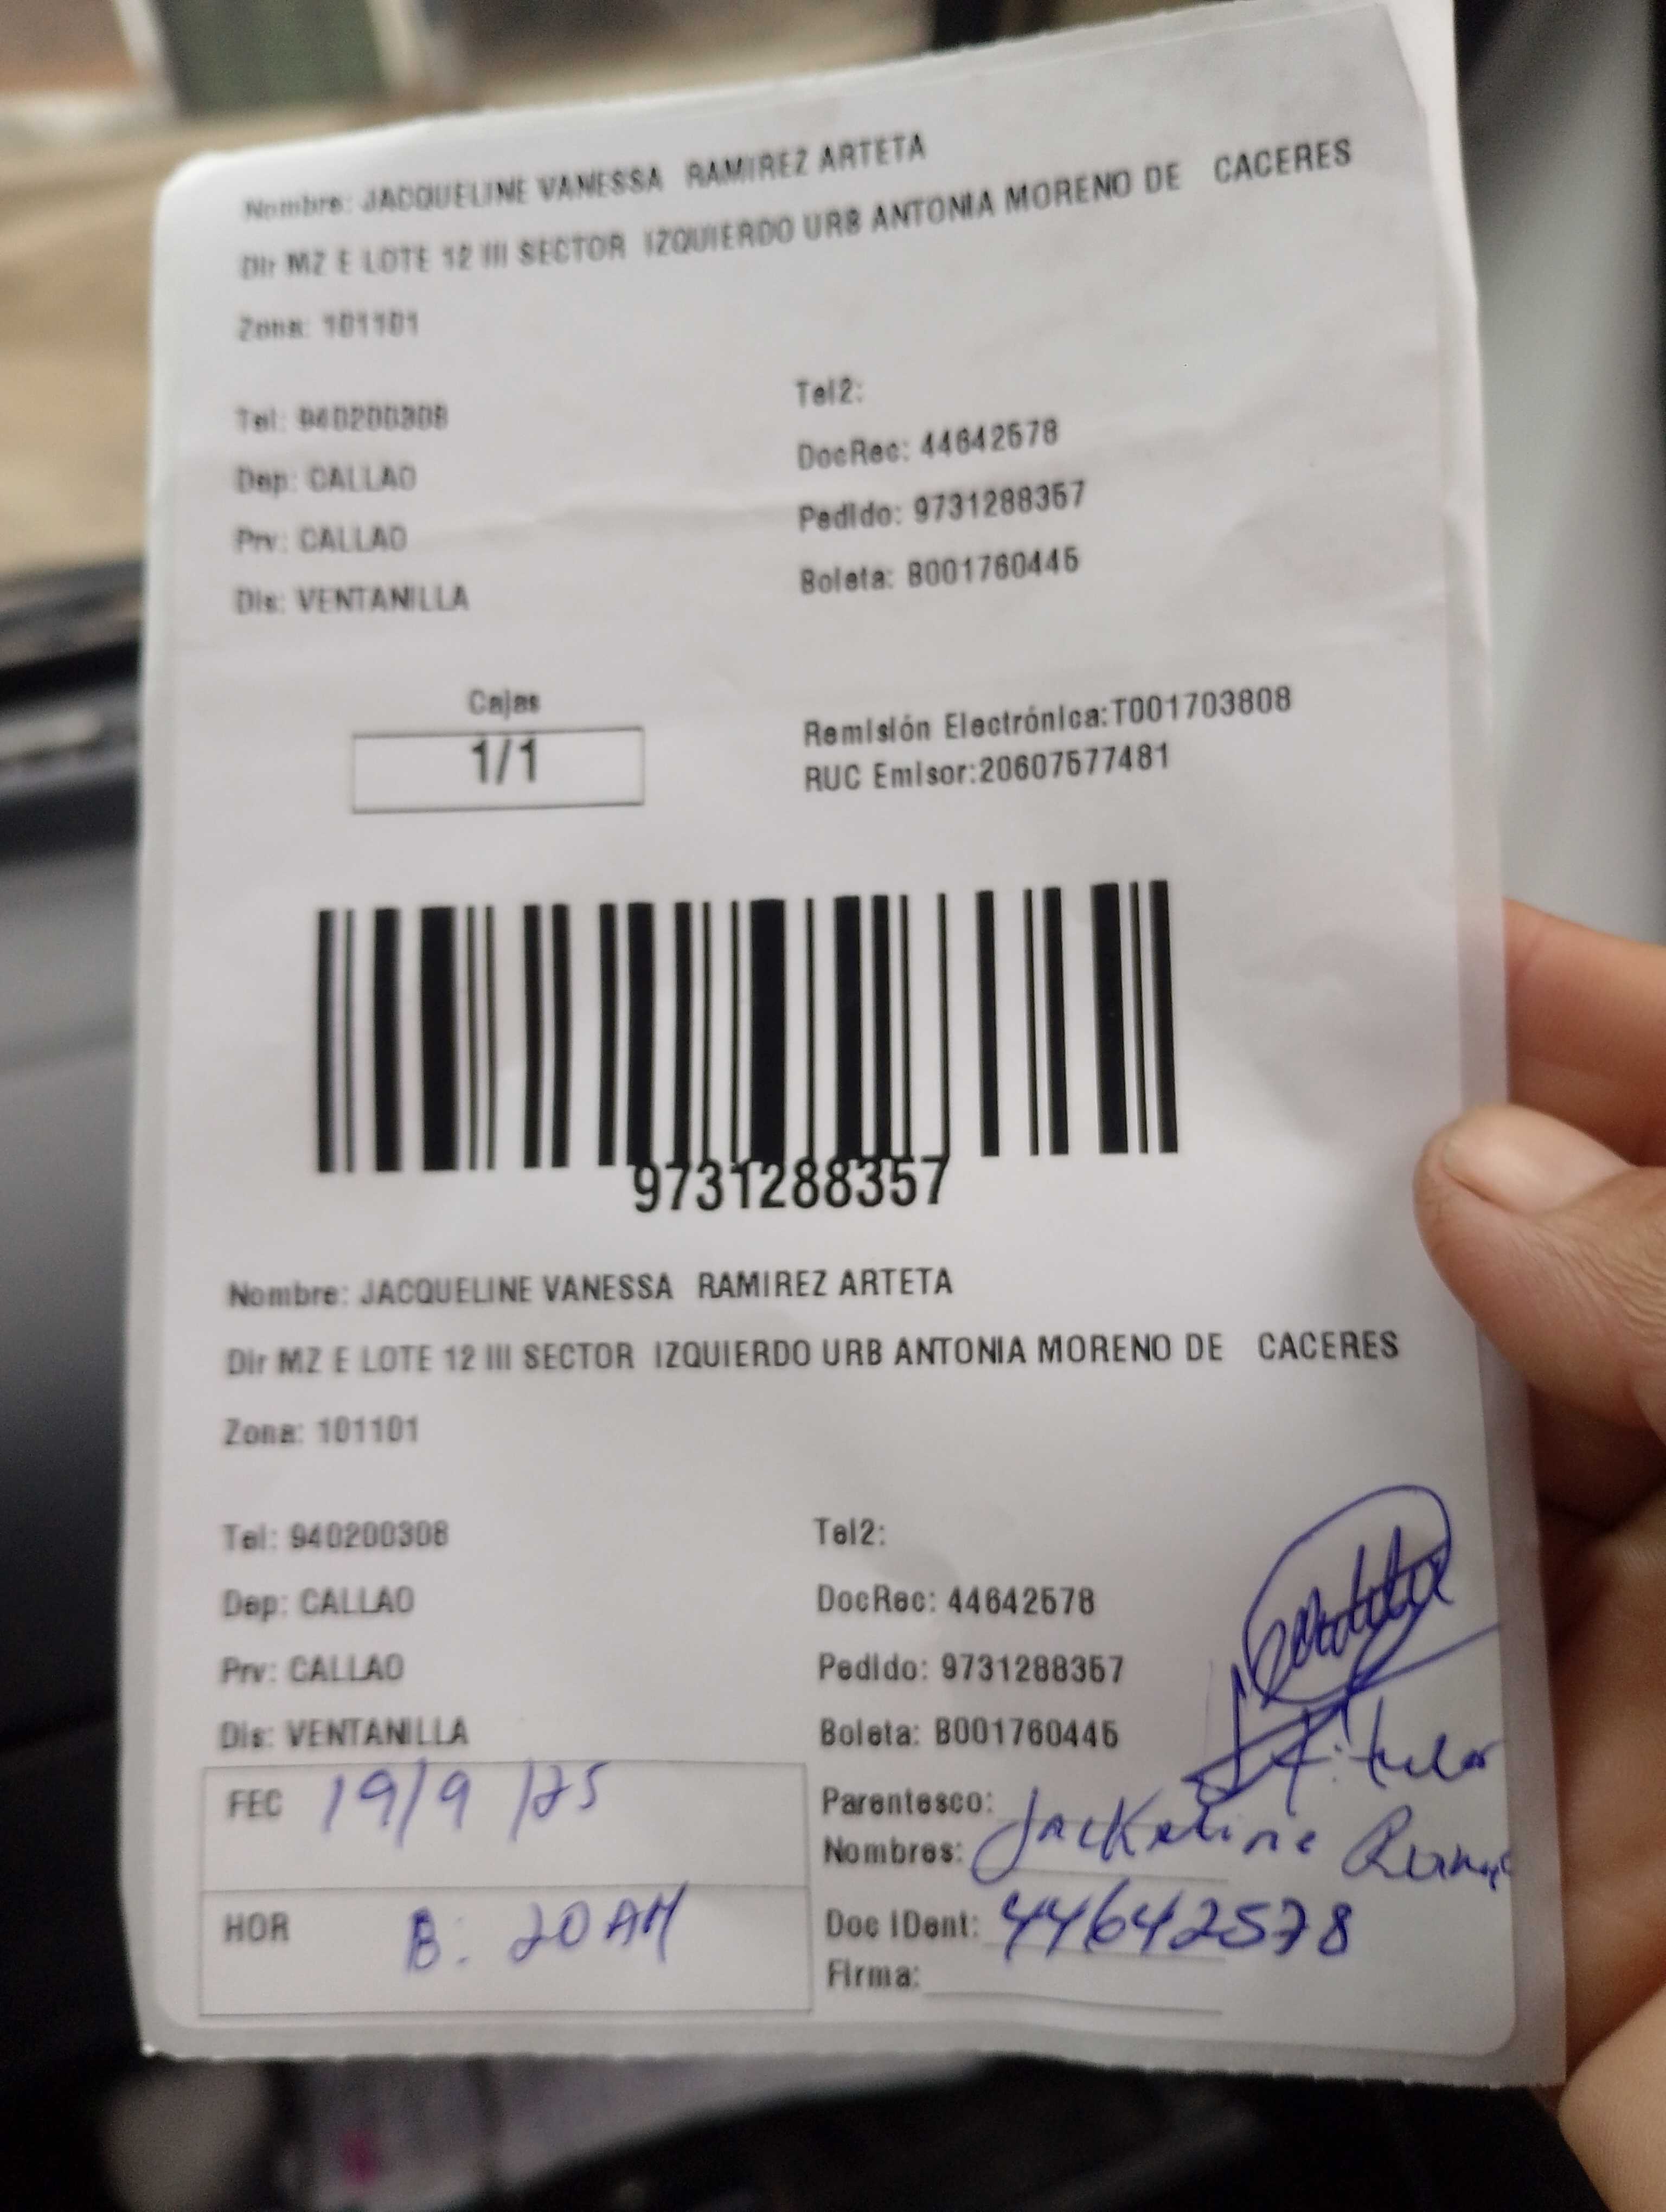 Nombre: JACQUELINE VANESSA RAMIREZ ARTETA
Dir MZ E LOTE 12 III SECTOR IZQUIERDO URB ANTONIA MORENO DE CACERES
Zona: 101101
Tel: 940200308
Tel2:
Dep: CALLAO
DocRec: 44642578
Prv: CALLAO
Pedido: 9731288357
Dis: VENTANILLA
Boleta: B001760445
Cajas
1/1
Remisión Electrónica:T001703808
RUC Emisor:20607577481
9731288357
Nombre: JACQUELINE VANESSA RAMIREZ ARTETA
Dir MZ E LOTE 12 III SECTOR IZQUIERDO URB ANTONIA MORENO DE CACERES
Zona: 101101
Tel: 940200308
Tel2:
Dep: CALLAO
DocRec: 44642578
Prv: CALLAO
Pedido: 9731288357
Dis: VENTANILLA
Boleta: B001760445
FEC 19/9/25
Parentesco: titular
Nombres: Jackeline
HOR 8:20 AM
Doc IDent: 44642578
Firma: